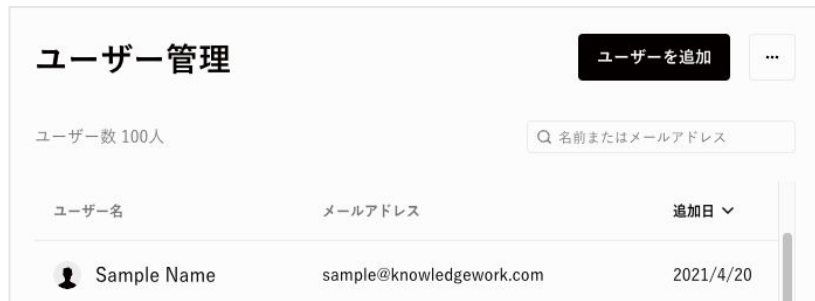 ユーザー管理
ユーザーを追加 ...
ユーザー数 100人
名前またはメールアドレス
ユーザー名 メールアドレス 追加日
Sample Name sample@knowledgework.com 2021/4/20